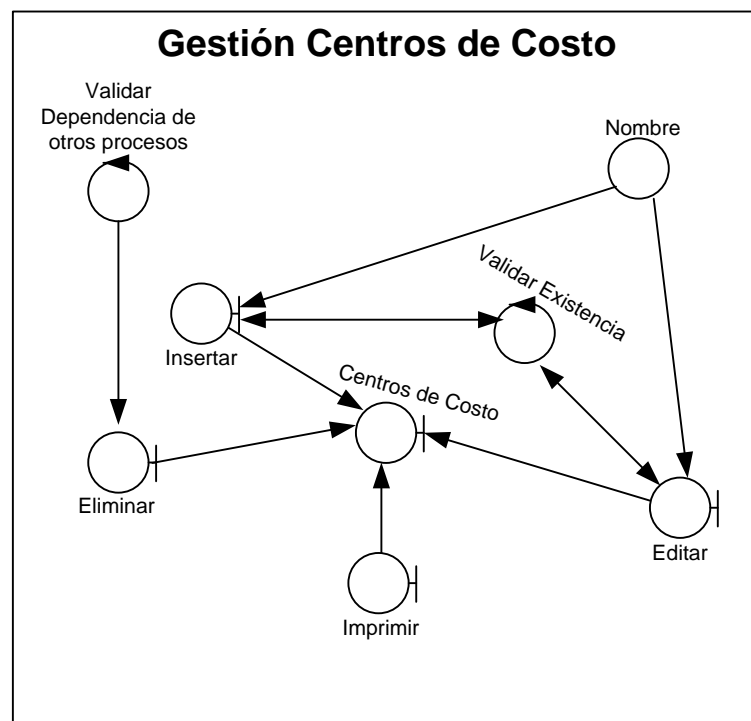 Gestión Centros de Costo
Validar
Dependencia de
otros procesos
Nombre
Validar Existencia
Insertar
Centros de Costo
Eliminar
Editar
Imprimir